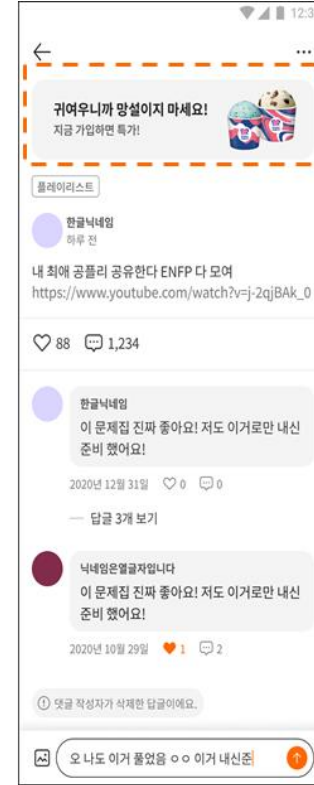 12:3
귀여우니까 망설이지 마세요!
지금 가입하면 특가!
플레이리스트
한글닉네임
하루 전
내 최애 공플리 공유한다 ENFP 다 모여
https://www.youtube.com/watch?v=j-2qjBAk_0
88 1,234
한글닉네임
이 문제집 진짜 좋아요! 저도 이거로만 내신
준비 했어요!
2020년 12월 31일 0 0
답글 3개 보기
닉네임은열글자입니다
이 문제집 진짜 좋아요! 저도 이거로만 내신
준비 했어요!
2020년 10월 29일 1 2
댓글 작성자가 삭제한 답글이에요.
오 나도 이거 풀었음 ㅇㅇ 이거 내신준